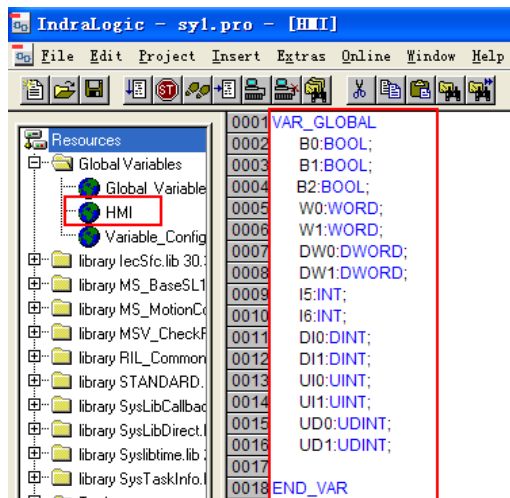 IndraLogic - sy1.pro - [HMI]
File Edit Project Insert Extras Online Window Help
Resources
Global Variables
Global_Variable
HMI
Variable_Config
library IecSfc.lib 30.
library MS_BaseSL1
library MS_MotionCo
library MSV_CheckF
library RIL_Common
library STANDARD.
library SysLibCallbac
library SysLibDirect.l
library Syslibtime.lib
library SysTaskInfo.l
0001 VAR_GLOBAL
0002 B0:BOOL;
0003 B1:BOOL;
0004 B2:BOOL;
0005 W0:WORD;
0006 W1:WORD;
0007 DW0:DWORD;
0008 DW1:DWORD;
0009 I5:INT;
0010 I6:INT;
0011 DI0:DINT;
0012 DI1:DINT;
0013 UI0:UINT;
0014 UI1:UINT;
0015 UD0:UDINT;
0016 UD1:UDINT;
0017
0018 END_VAR